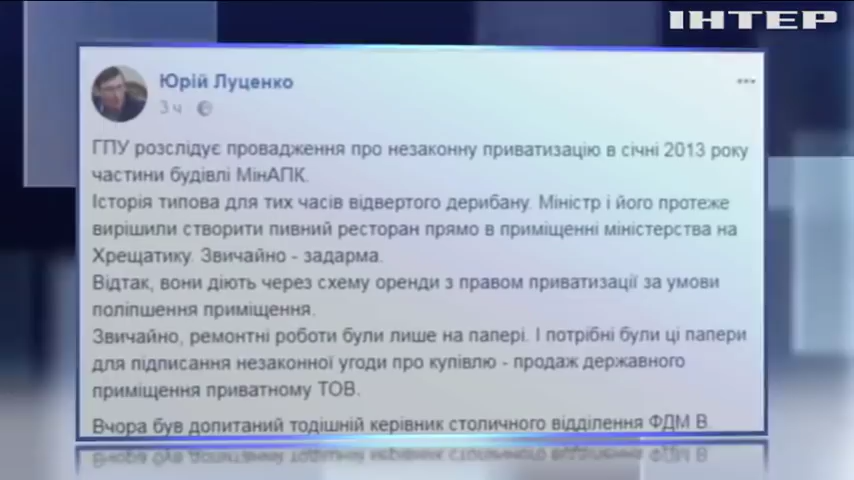 ІНТЕР
Юрій Луценко
3 ч
ГПУ розслідує провадження про незаконну приватизацію в січні 2013 року
частини будівлі МінАПК.
Історія типова для тих часів відвертого дерибану. Міністр і його протеже
вирішили створити пивний ресторан прямо в приміщенні міністерства на
Хрещатику. Звичайно - задарма.
Відтак, вони діють через схему оренди з правом приватизації за умови
поліпшення приміщення.
Звичайно, ремонтні роботи були лише на папері. І потрібні були ці папери
для підписання незаконної угоди про купівлю - продаж державного
приміщення приватному ТОВ.
Вчора був допитаний тодішній керівник столичного відділення ФДМ В